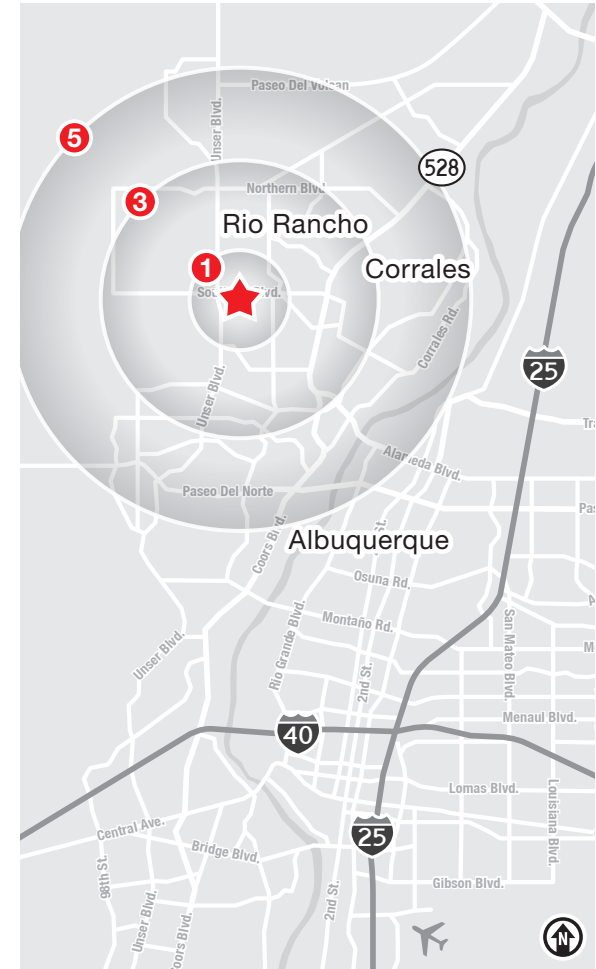 Paseo Del Volcan
Unser Blvd.
5
528
Northern Blvd
3
Rio Rancho
1
Corrales
Corrales Rd.
25
Unser Blvd.
Alameda Blvd.
Paseo Del Norte
Coors Blvd.
St.
Albuquerque
Osuna Rd.
Montaño Rd.
Rio Grande Blvd.
San Mateo Blvd.
Unser Blvd.
2nd St.
Menaul Blvd.
40
Lomas Blvd.
Louisiana Blvd.
Central Ave.
25
Bridge Blvd.
98th St.
Gibson Blvd.
2nd St.
Unser Blvd.
Coors Blvd.
N